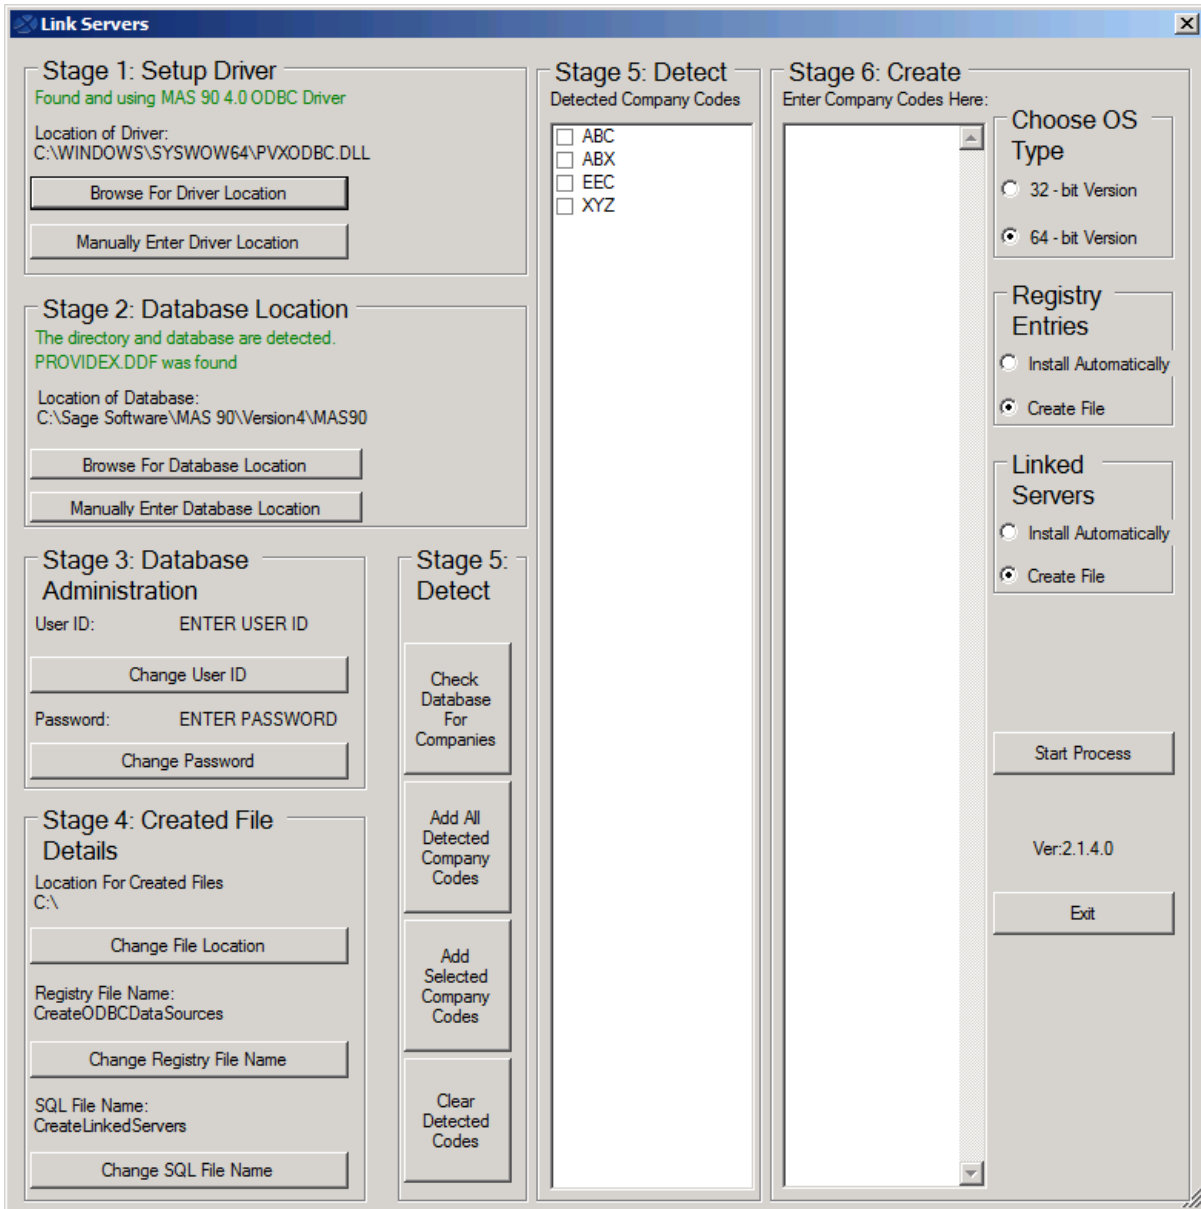 Link Servers
Stage 1: Setup Driver
Found and using MAS 90 4.0 ODBC Driver
Location of Driver:
C:\WINDOWS\SYSWOW64\PVXODBC.DLL
Browse For Driver Location
Manually Enter Driver Location
Stage 2: Database Location
The directory and database are detected.
PROVIDEX.DDF was found
Location of Database:
C:\Sage Software\MAS 90\Version4\MAS90
Browse For Database Location
Manually Enter Database Location
Stage 3: Database
Administration
User ID: ENTER USER ID
Change User ID
Password: ENTER PASSWORD
Change Password
Stage 4: Created File
Details
Location For Created Files
C:\
Change File Location
Registry File Name:
CreateODBCDataSources
Change Registry File Name
SQL File Name:
CreateLinkedServers
Change SQL File Name
Stage 5:
Detect
Check
Database
For
Companies
Add All
Detected
Company
Codes
Add
Selected
Company
Codes
Clear
Detected
Codes
Stage 5: Detect
Detected Company Codes
ABC
ABX
EEC
XYZ
Stage 6: Create
Enter Company Codes Here:
Choose OS
Type
32 - bit Version
64 - bit Version
Registry
Entries
Install Automatically
Create File
Linked
Servers
Install Automatically
Create File
Start Process
Ver:2.1.4.0
Exit